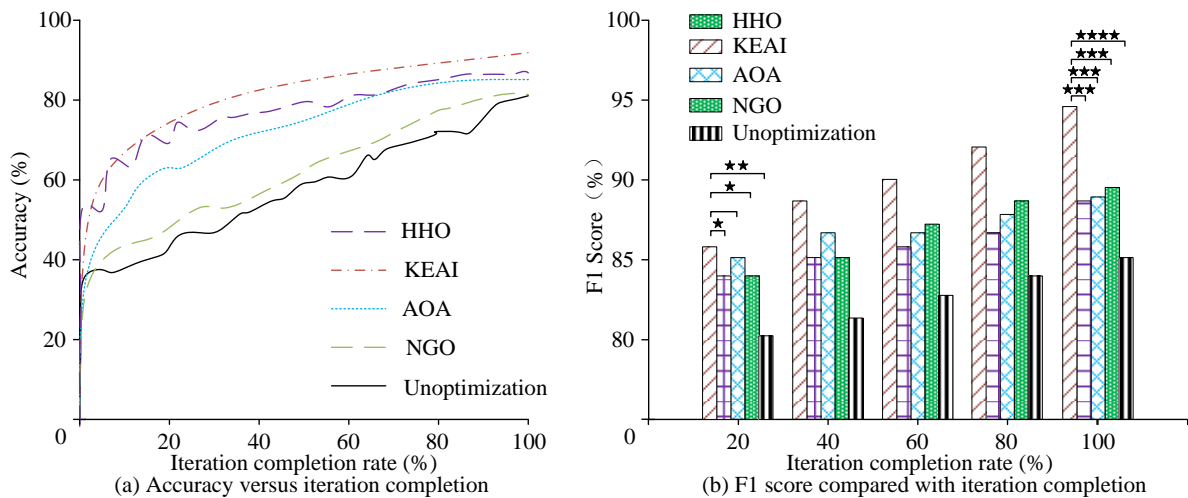 100
80
60
40
20
0
Accuracy (%)
20
40
60
80
100
Iteration completion rate (%)
HHO
KEAI
AOA
NGO
Unoptimization
(a) Accuracy versus iteration completion
100
95
90
85
80
0
F1 Score (%)
20
40
60
80
100
Iteration completion rate (%)
HHO
KEAI
AOA
NGO
Unoptimization
(b) F1 score compared with iteration completion